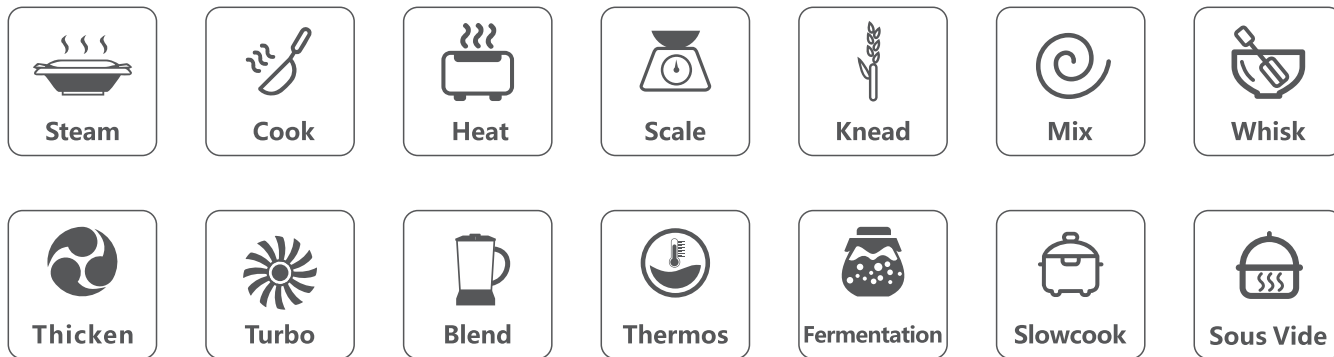 Steam
Cook
Heat
Scale
Knead
Mix
Whisk
Thicken
Turbo
Blend
Thermos
Fermentation
Slowcook
Sous Vide